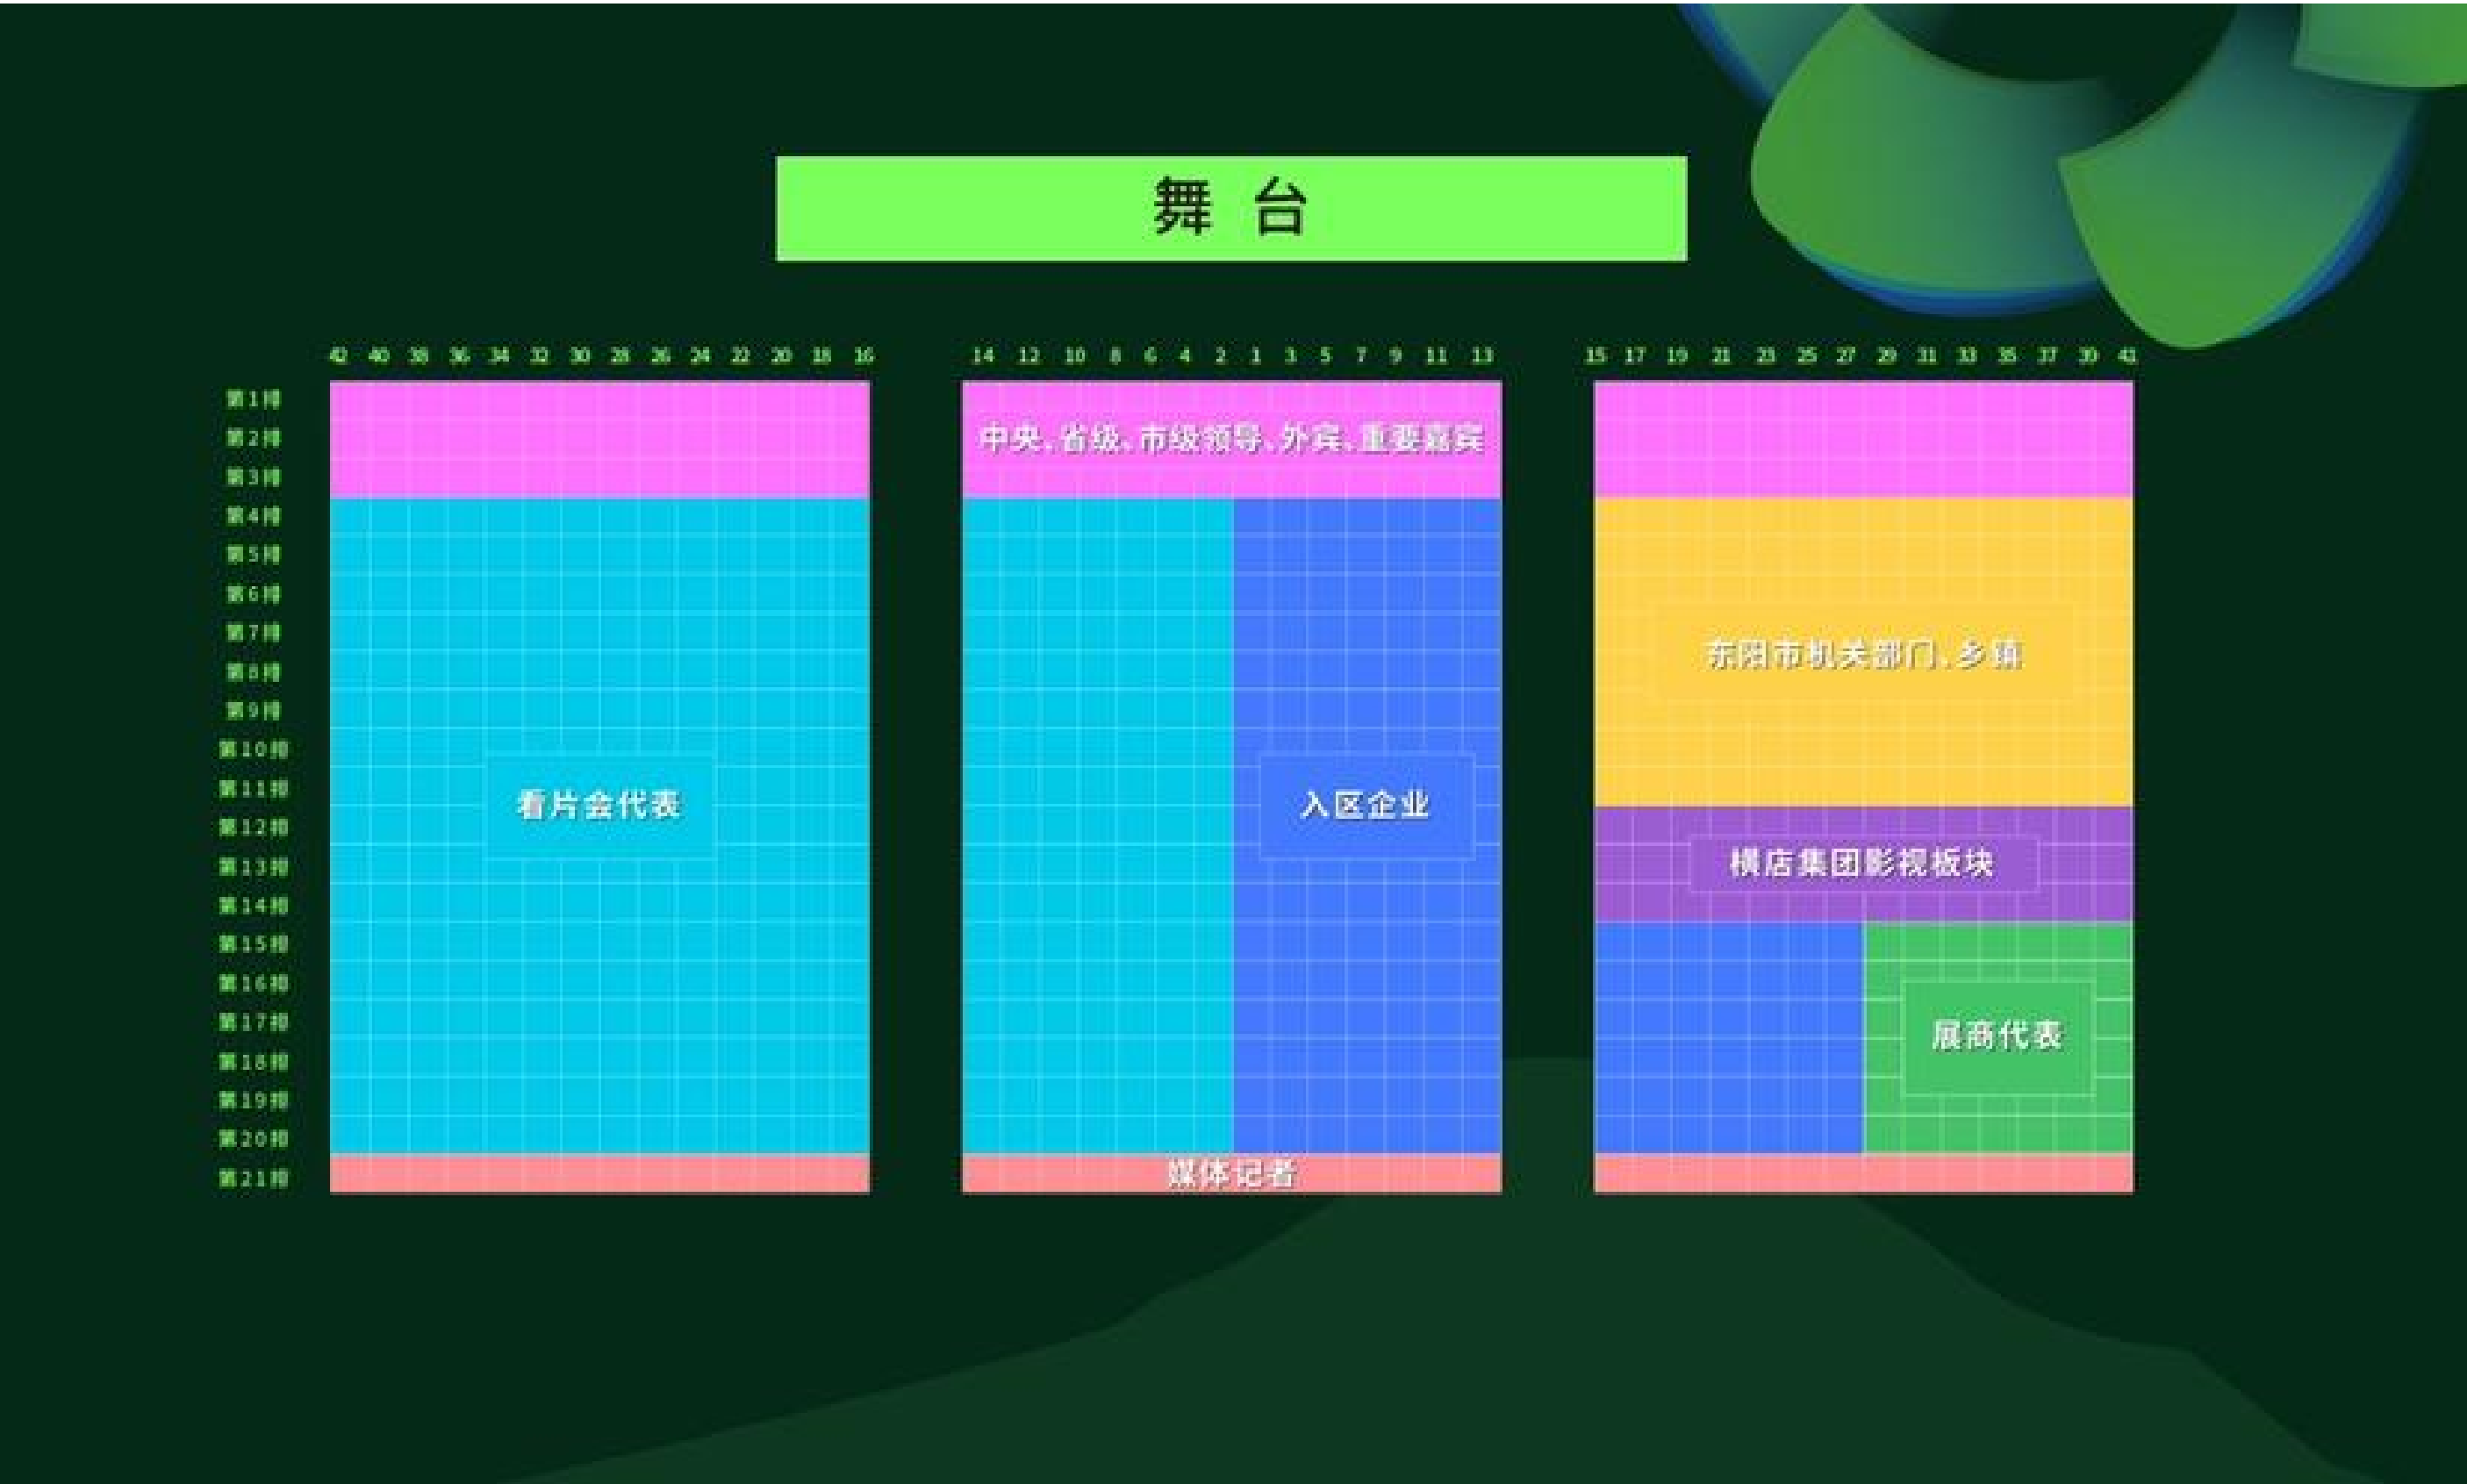 舞 台
42 40 38 36 34 32 30 28 26 24 22 20 18 16
14 12 10 8 6 4 2 1 3 5 7 9 11 13
15 17 19 21 23 25 27 29 31 33 35 37 39 41
第1排
第2排
中央、省级、市级领导、外宾、重要嘉宾
第3排
第4排
第5排
第6排
第7排
东阳市机关部门、乡镇
第8排
第9排
第10排
第11排
看片会代表
入区企业
第12排
第13排
横店集团影视板块
第14排
第15排
第16排
第17排
展商代表
第18排
第19排
第20排
第21排
媒体记者